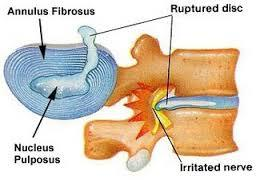 Annulus Fibrosus
Ruptured disc
Nucleus
Pulposus
Irritated nerve